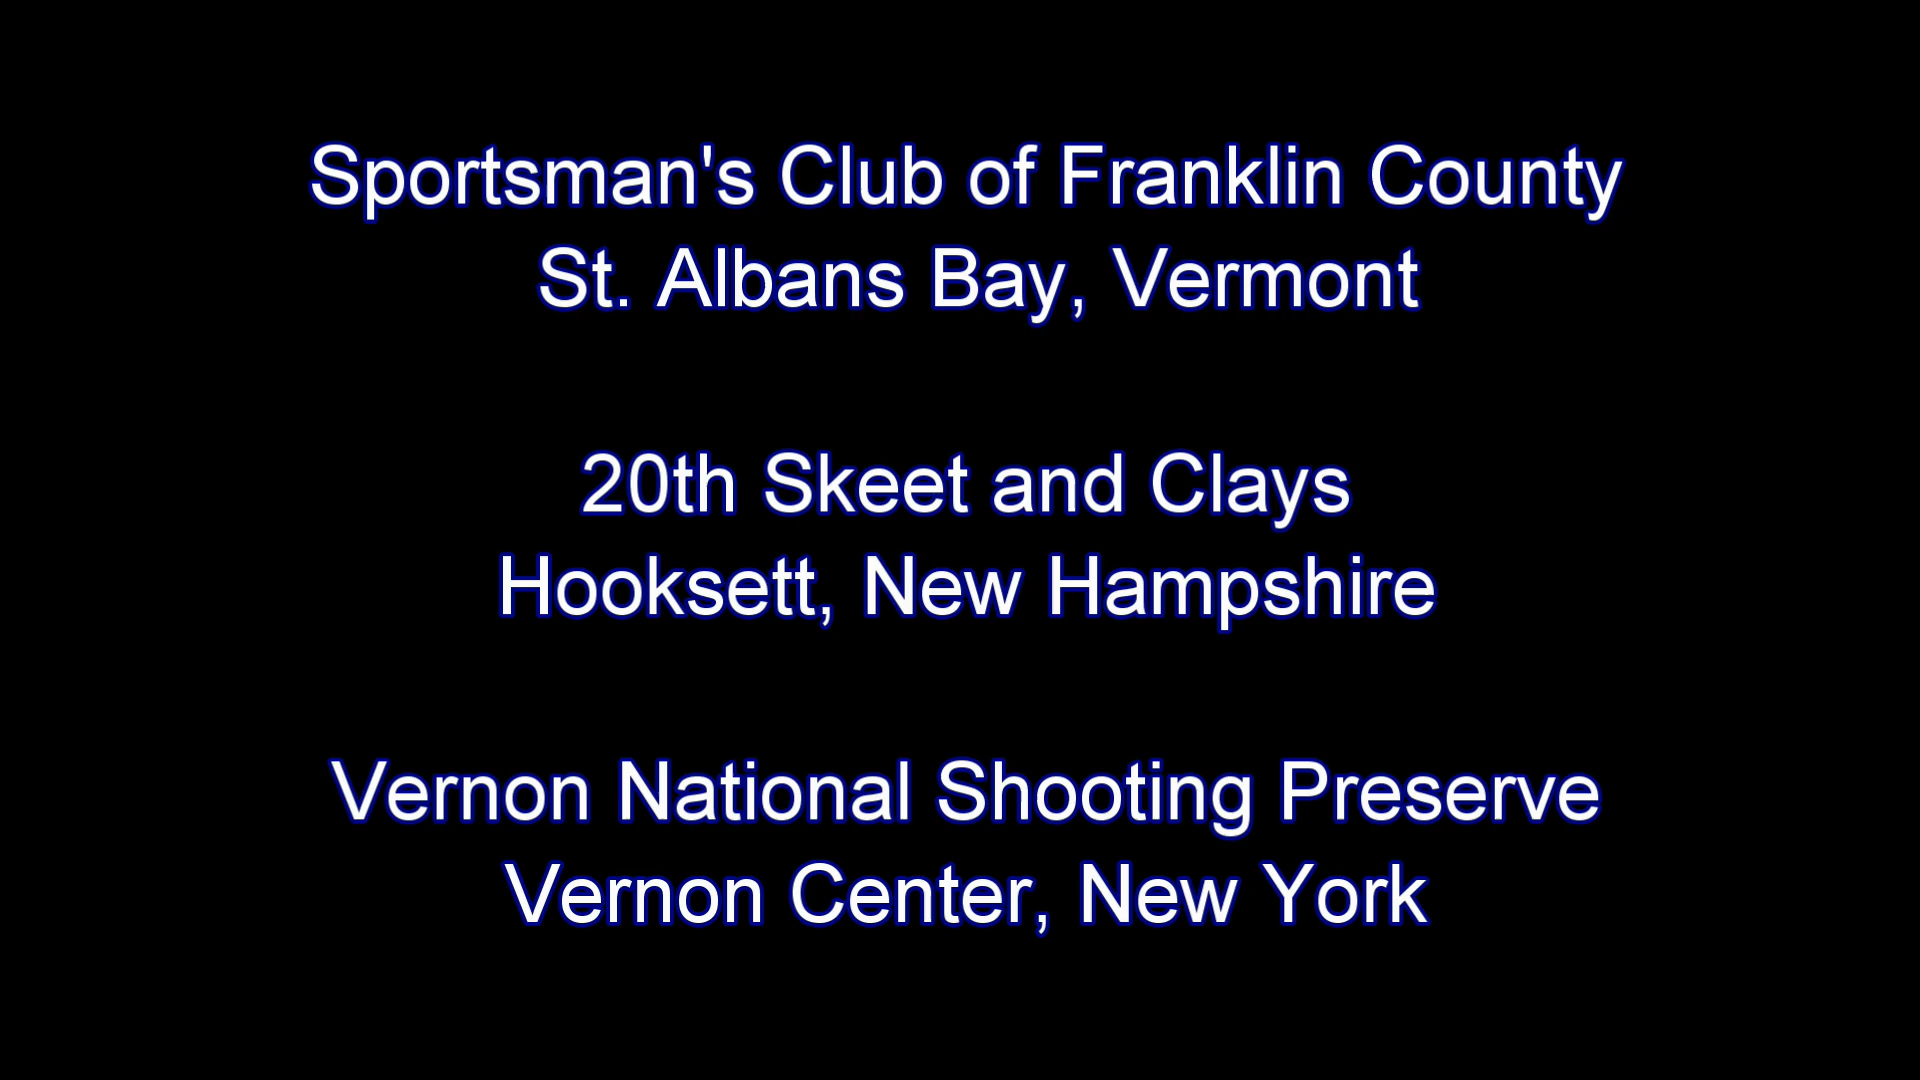 Sportsman's Club of Franklin County
St. Albans Bay, Vermont
20th Skeet and Clays
Hooksett, New Hampshire
Vernon National Shooting Preserve
Vernon Center, New York